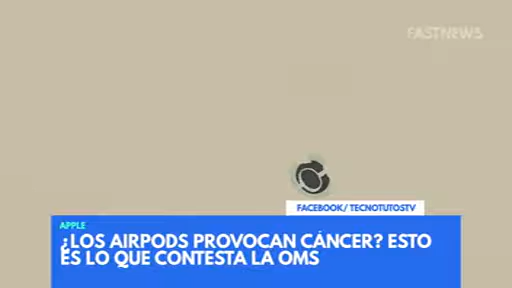 FASTNEWS
FACEBOOK/ TECNOTUTOSTV
APPLE
¿LOS AIRPODS PROVOCAN CÁNCER? ESTO
ES LO QUE CONTESTA LA OMS